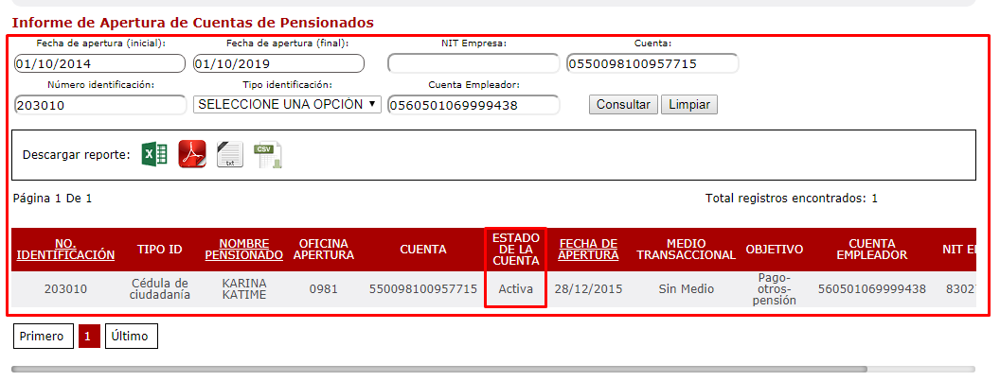 Informe de Apertura de Cuentas de Pensionados
Fecha de apertura (inicial): Fecha de apertura (final): NIT Empresa: Cuenta:
01/10/2014 01/10/2019 0550098100957715
Número identificación: Tipo identificación: Cuenta Empleador:
203010 SELECCIONE UNA OPCIÓN 0560501069999438 Consultar Limpiar
Descargar reporte: txt CSV
Página 1 De 1 Total registros encontrados: 1
NO. IDENTIFICACIÓN TIPO ID NOMBRE PENSIONADO OFICINA APERTURA CUENTA ESTADO DE LA CUENTA FECHA DE APERTURA MEDIO TRANSACCIONAL OBJETIVO CUENTA EMPLEADOR NIT
203010 Cédula de ciudadanía KARINA KATIME 0981 550098100957715 Activa 28/12/2015 Sin Medio Pago-otros-pensión 560501069999438 8302
Primero 1 Último